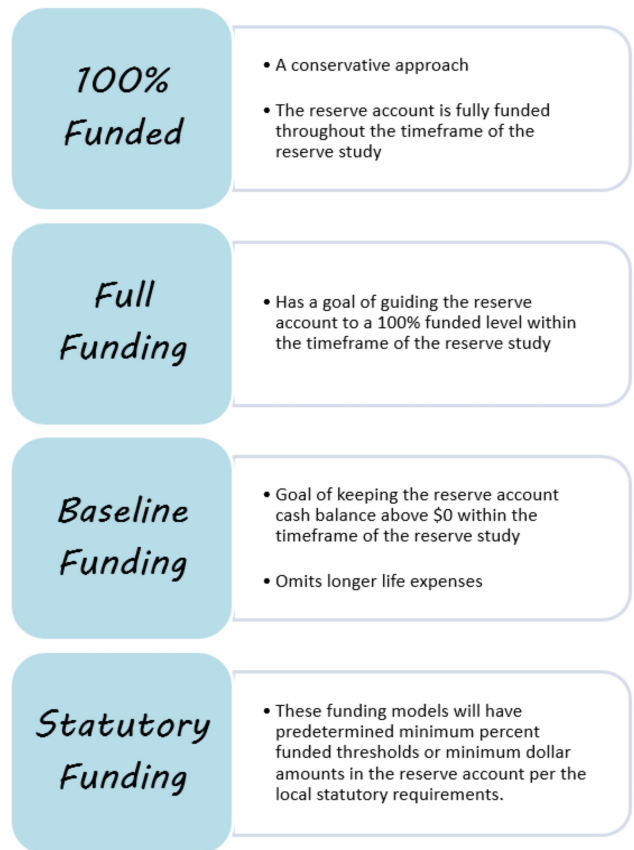 100%
Funded
• A conservative approach
• The reserve account is fully funded
throughout the timeframe of the
reserve study
Full
Funding
• Has a goal of guiding the reserve
account to a 100% funded level within
the timeframe of the reserve study
Baseline
Funding
• Goal of keeping the reserve account
cash balance above $0 within the
timeframe of the reserve study
• Omits longer life expenses
Statutory
Funding
• These funding models will have
predetermined minimum percent
funded thresholds or minimum dollar
amounts in the reserve account per the
local statutory requirements.